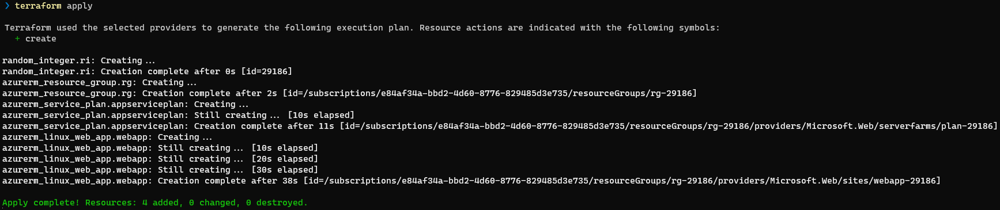 ❯ terraform apply
Terraform used the selected providers to generate the following execution plan. Resource actions are indicated with the following symbols:
+ create
random_integer.ri: Creating...
random_integer.ri: Creation complete after 0s [id=29186]
azurerm_resource_group.rg: Creating...
azurerm_resource_group.rg: Creation complete after 2s [id=/subscriptions/e84af34a-bbd2-4d60-8776-829485d3e735/resourceGroups/rg-29186]
azurerm_service_plan.appserviceplan: Creating...
azurerm_service_plan.appserviceplan: Still creating... [10s elapsed]
azurerm_service_plan.appserviceplan: Creation complete after 11s [id=/subscriptions/e84af34a-bbd2-4d60-8776-829485d3e735/resourceGroups/rg-29186/providers/Microsoft.Web/serverfarms/plan-29186]
azurerm_linux_web_app.webapp: Creating...
azurerm_linux_web_app.webapp: Still creating... [10s elapsed]
azurerm_linux_web_app.webapp: Still creating... [20s elapsed]
azurerm_linux_web_app.webapp: Still creating... [30s elapsed]
azurerm_linux_web_app.webapp: Creation complete after 38s [id=/subscriptions/e84af34a-bbd2-4d60-8776-829485d3e735/resourceGroups/rg-29186/providers/Microsoft.Web/sites/webapp-29186]
Apply complete! Resources: 4 added, 0 changed, 0 destroyed.